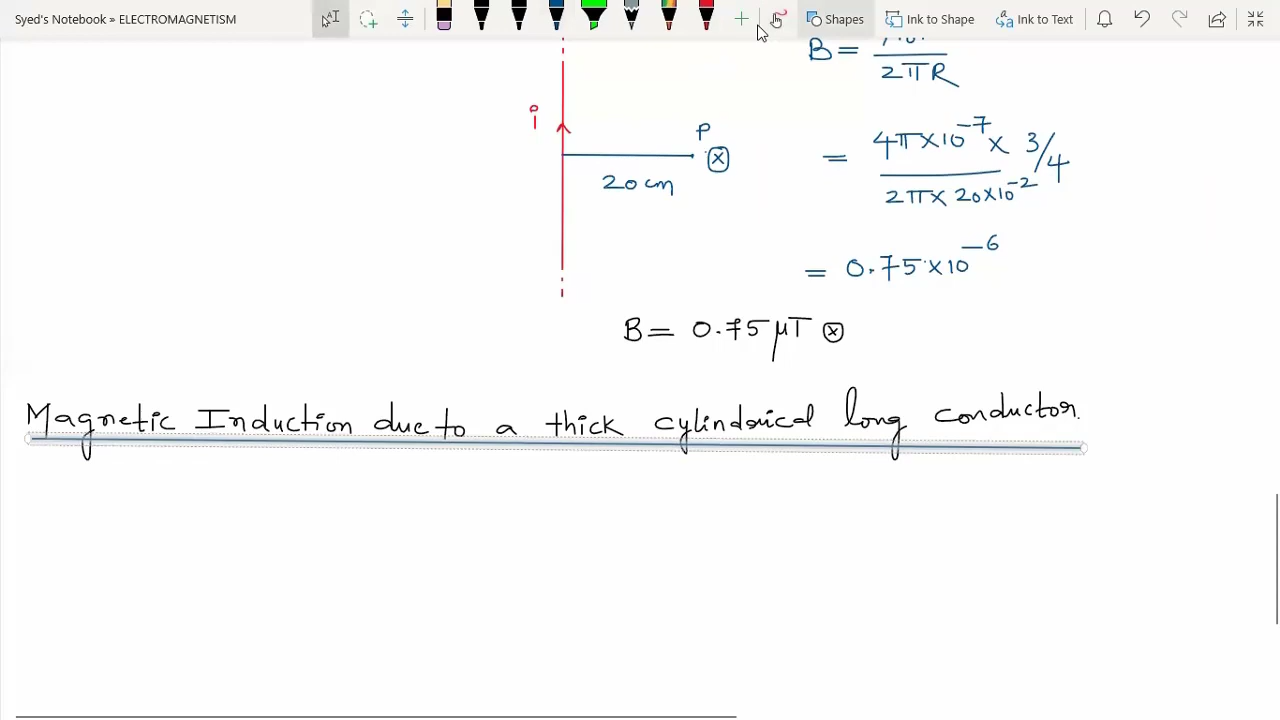 Syed's Notebook » ELECTROMAGNETISM
Shapes
Ink to Shape
Ink to Text
B =
2πR
i
P
⊗
20 cm
= 4π×10⁻⁷ × 3/4
2π× 20×10⁻²
= 0.75×10⁻⁶
B = 0.75 μT ⊗
Magnetic Induction due to a thick cylindrical long conductor.